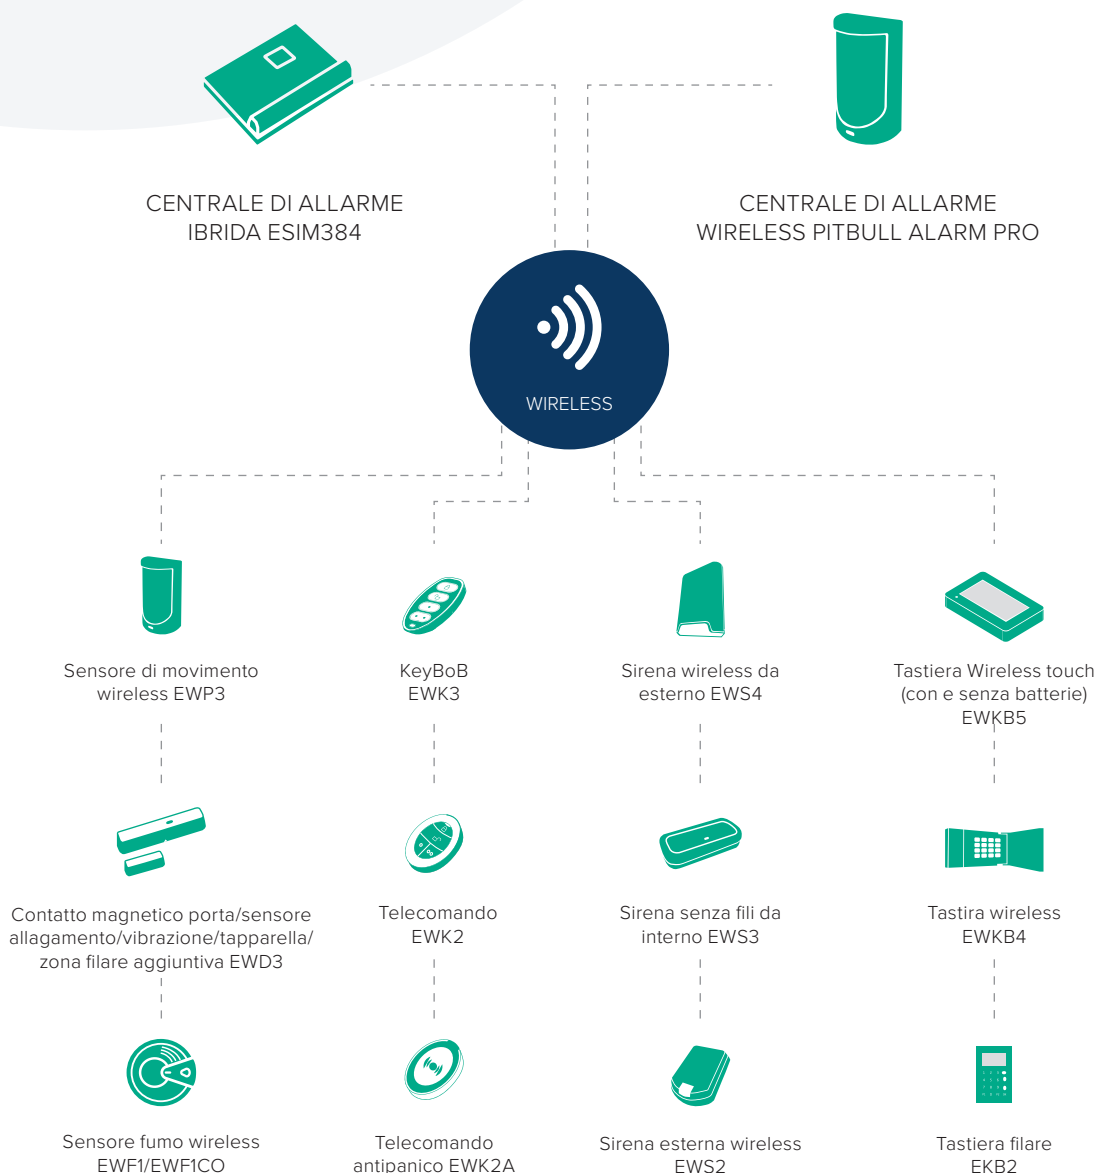 CENTRALE DI ALLARME
IBRIDA ESIM384
CENTRALE DI ALLARME
WIRELESS PITBULL ALARM PRO
WIRELESS
Sensore di movimento
wireless EWP3
KeyBoB
EWK3
Sirena wireless da
esterno EWS4
Tastiera Wireless touch
(con e senza batterie)
EWKB5
Contatto magnetico porta/sensore
allagamento/vibrazione/tapparella/
zona filare aggiuntiva EWD3
Telecomando
EWK2
Sirena senza fili da
interno EWS3
Tastira wireless
EWKB4
Sensore fumo wireless
EWF1/EWF1CO
Telecomando
antipanico EWK2A
Sirena esterna wireless
EWS2
Tastiera filare
EKB2